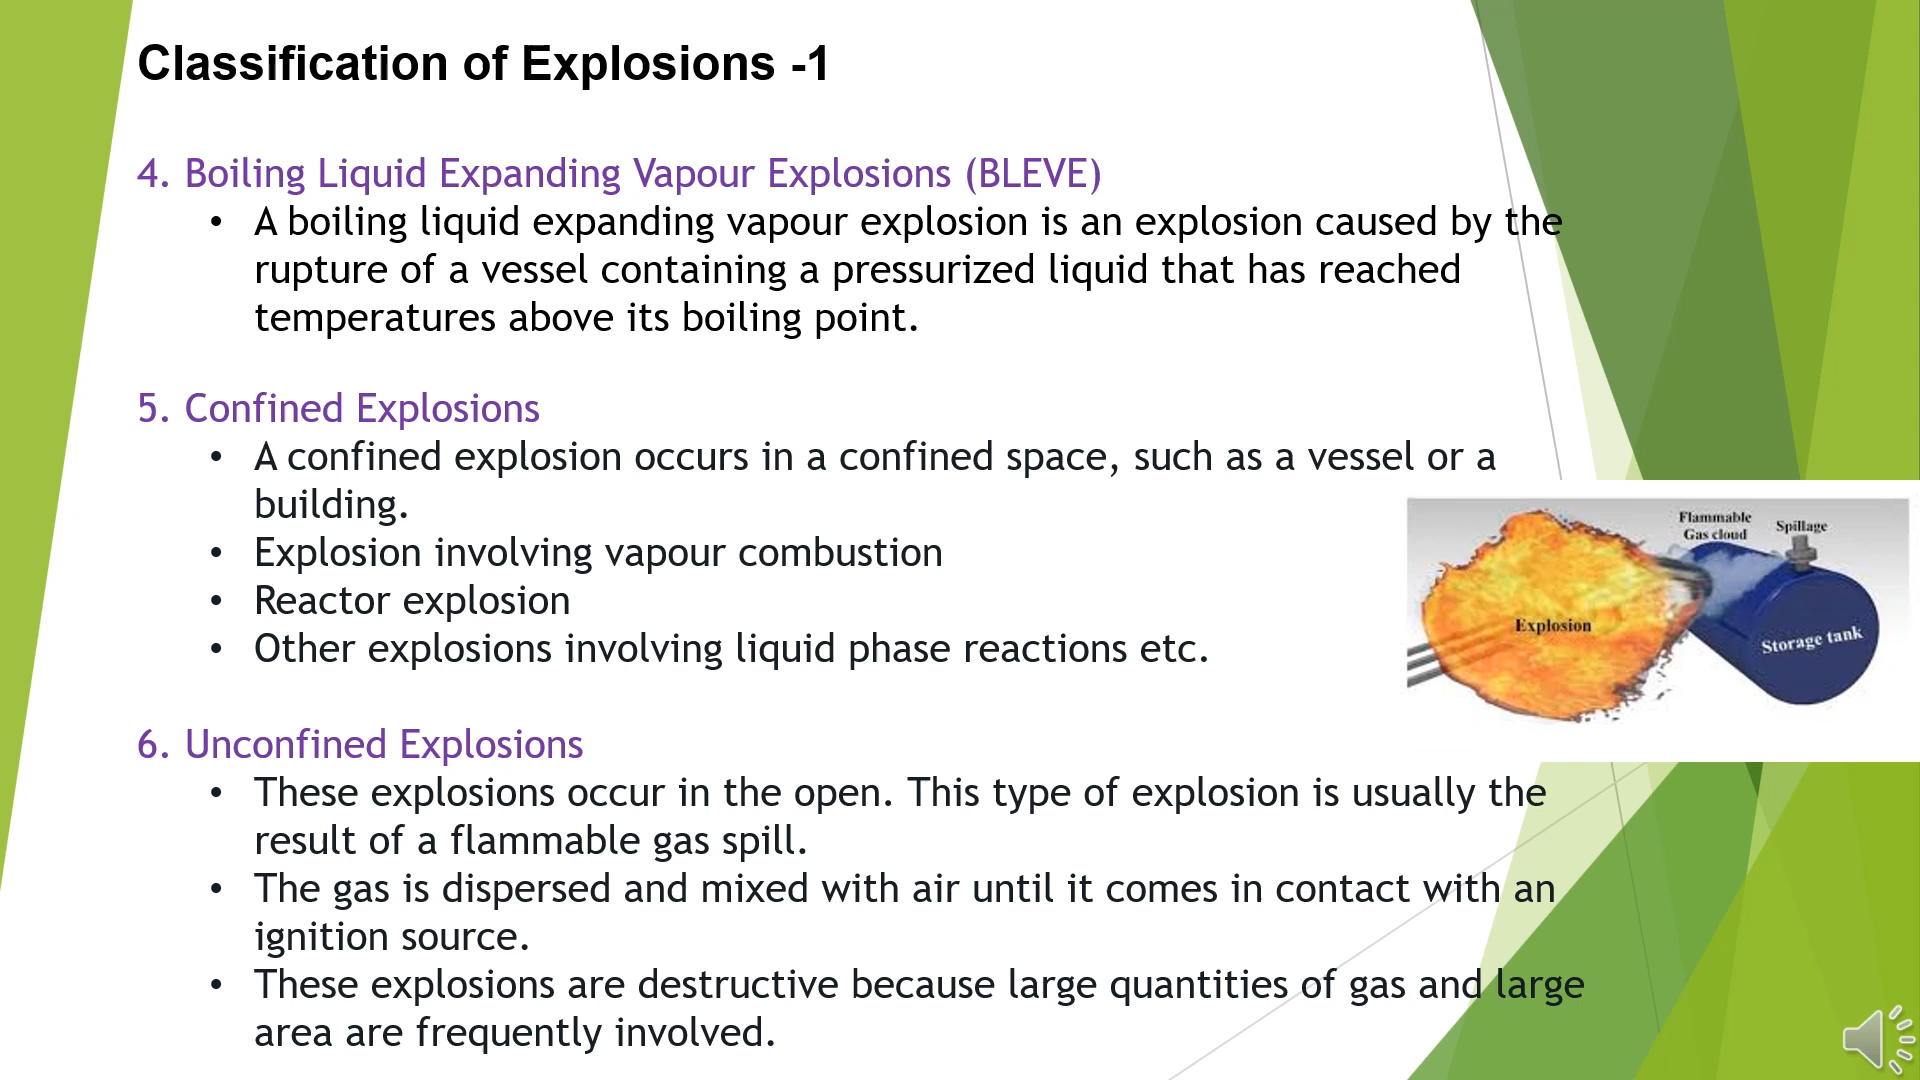 Classification of Explosions -1
4. Boiling Liquid Expanding Vapour Explosions (BLEVE)
• A boiling liquid expanding vapour explosion is an explosion caused by the
rupture of a vessel containing a pressurized liquid that has reached
temperatures above its boiling point.
5. Confined Explosions
• A confined explosion occurs in a confined space, such as a vessel or a
building.
• Explosion involving vapour combustion
• Reactor explosion
• Other explosions involving liquid phase reactions etc.
Flammable
Gas cloud
Spillage
Explosion
Storage tank
6. Unconfined Explosions
• These explosions occur in the open. This type of explosion is usually the
result of a flammable gas spill.
• The gas is dispersed and mixed with air until it comes in contact with an
ignition source.
• These explosions are destructive because large quantities of gas and large
area are frequently involved.